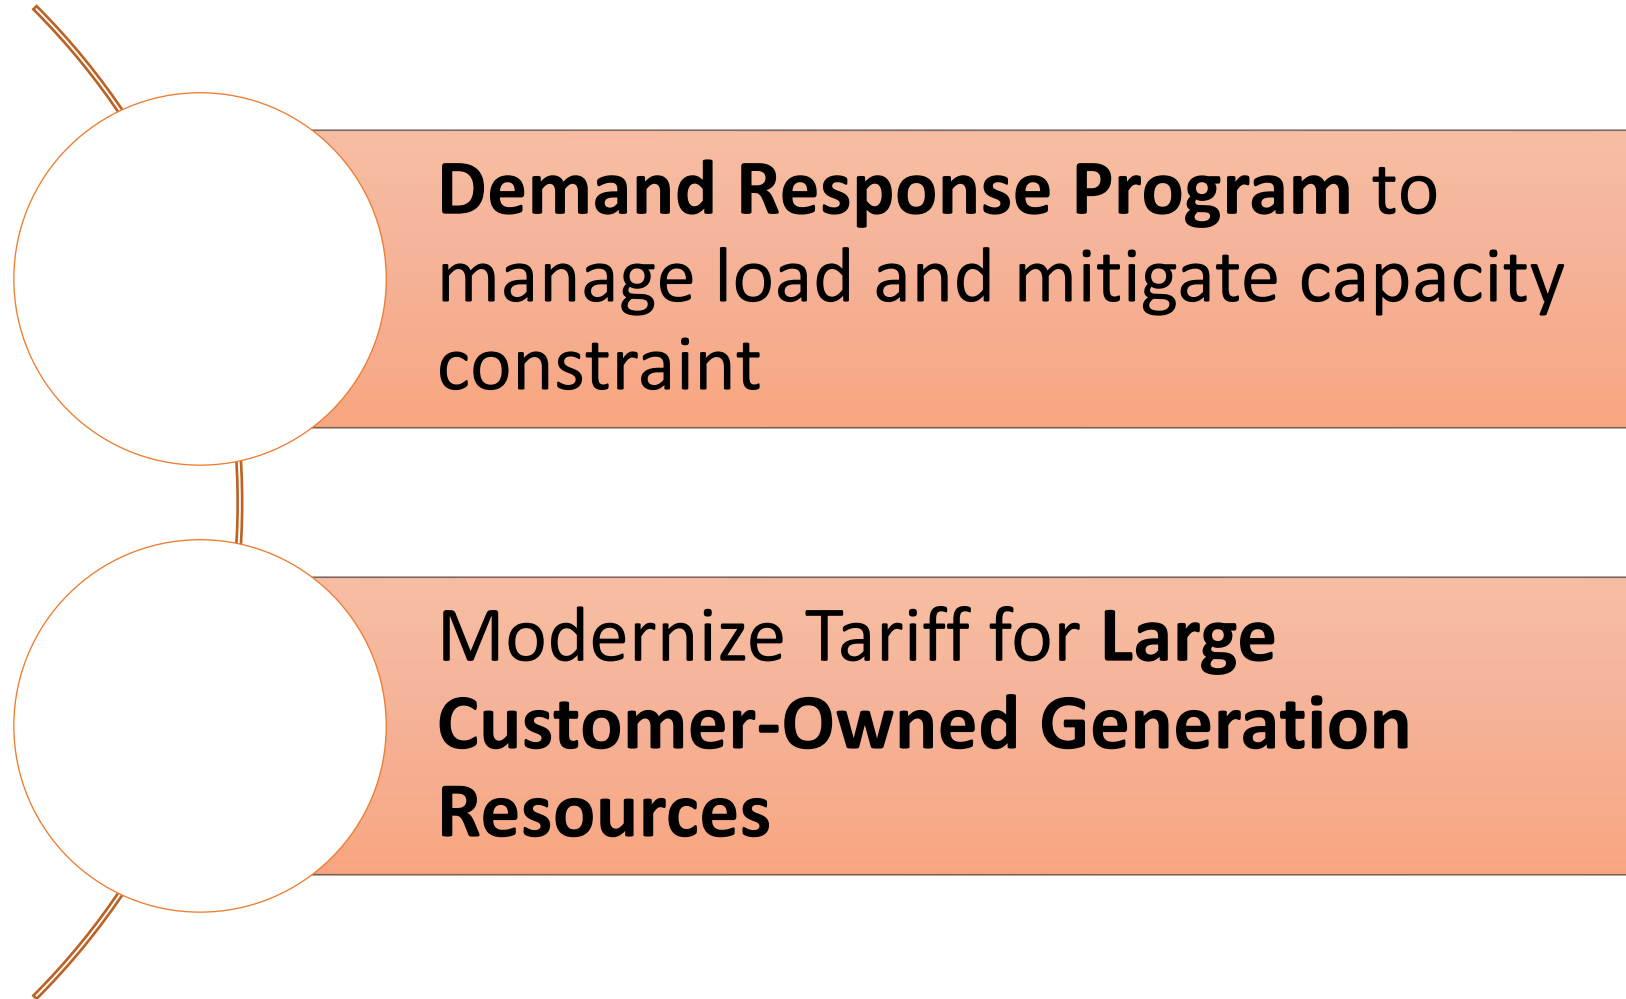 Demand Response Program to
manage load and mitigate capacity
constraint
Modernize Tariff for Large
Customer-Owned Generation
Resources